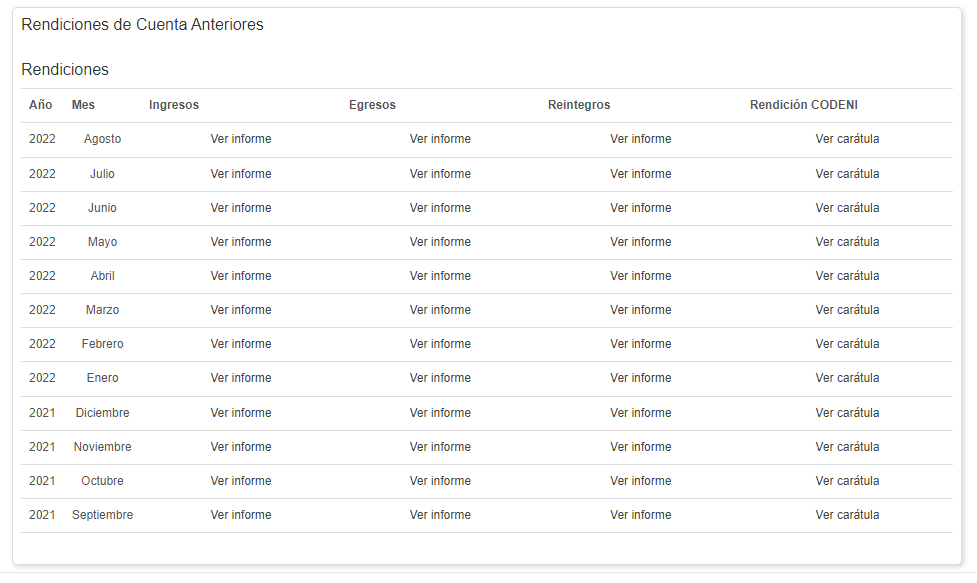 Rendiciones de Cuenta Anteriores
Rendiciones
Año Mes Ingresos Egresos Reintegros Rendición CODENI
2022 Agosto Ver informe Ver informe Ver informe Ver carátula
2022 Julio Ver informe Ver informe Ver informe Ver carátula
2022 Junio Ver informe Ver informe Ver informe Ver carátula
2022 Mayo Ver informe Ver informe Ver informe Ver carátula
2022 Abril Ver informe Ver informe Ver informe Ver carátula
2022 Marzo Ver informe Ver informe Ver informe Ver carátula
2022 Febrero Ver informe Ver informe Ver informe Ver carátula
2022 Enero Ver informe Ver informe Ver informe Ver carátula
2021 Diciembre Ver informe Ver informe Ver informe Ver carátula
2021 Noviembre Ver informe Ver informe Ver informe Ver carátula
2021 Octubre Ver informe Ver informe Ver informe Ver carátula
2021 Septiembre Ver informe Ver informe Ver informe Ver carátula